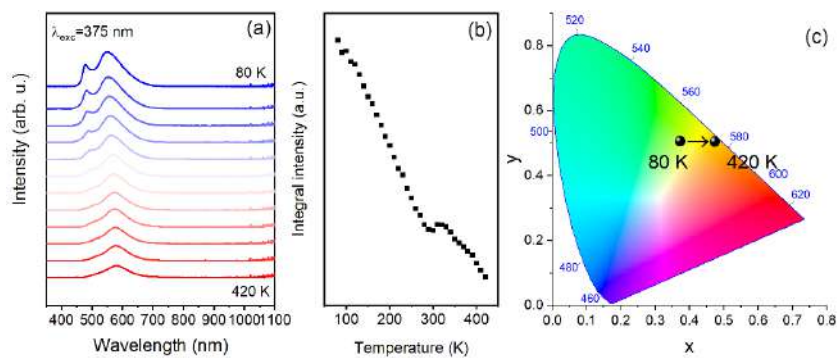 (a)
λexc=375 nm
80 K
420 K
Intensity (arb. u.)
400 500 600 700 800 900 1000 1100
Wavelength (nm)
(b)
Integral intensity (a.u.)
100 200 300 400
Temperature (K)
(c)
0.8
0.6
0.4
0.2
0.0
y
0.0 0.1 0.2 0.3 0.4 0.5 0.6 0.7 0.8
x
520
540
560
500
580
600
620
480
460
80 K
420 K